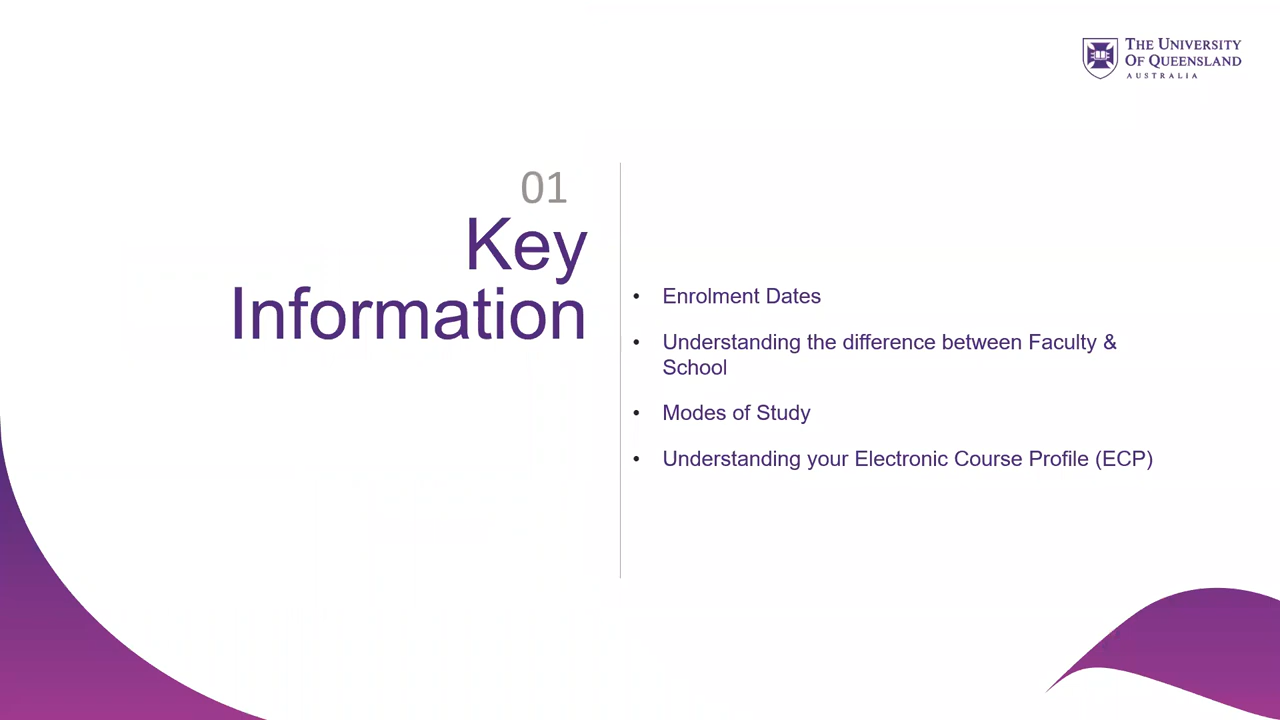 THE UNIVERSITY
OF QUEENSLAND
AUSTRALIA
01
Key
Information
• Enrolment Dates
• Understanding the difference between Faculty &
School
• Modes of Study
• Understanding your Electronic Course Profile (ECP)